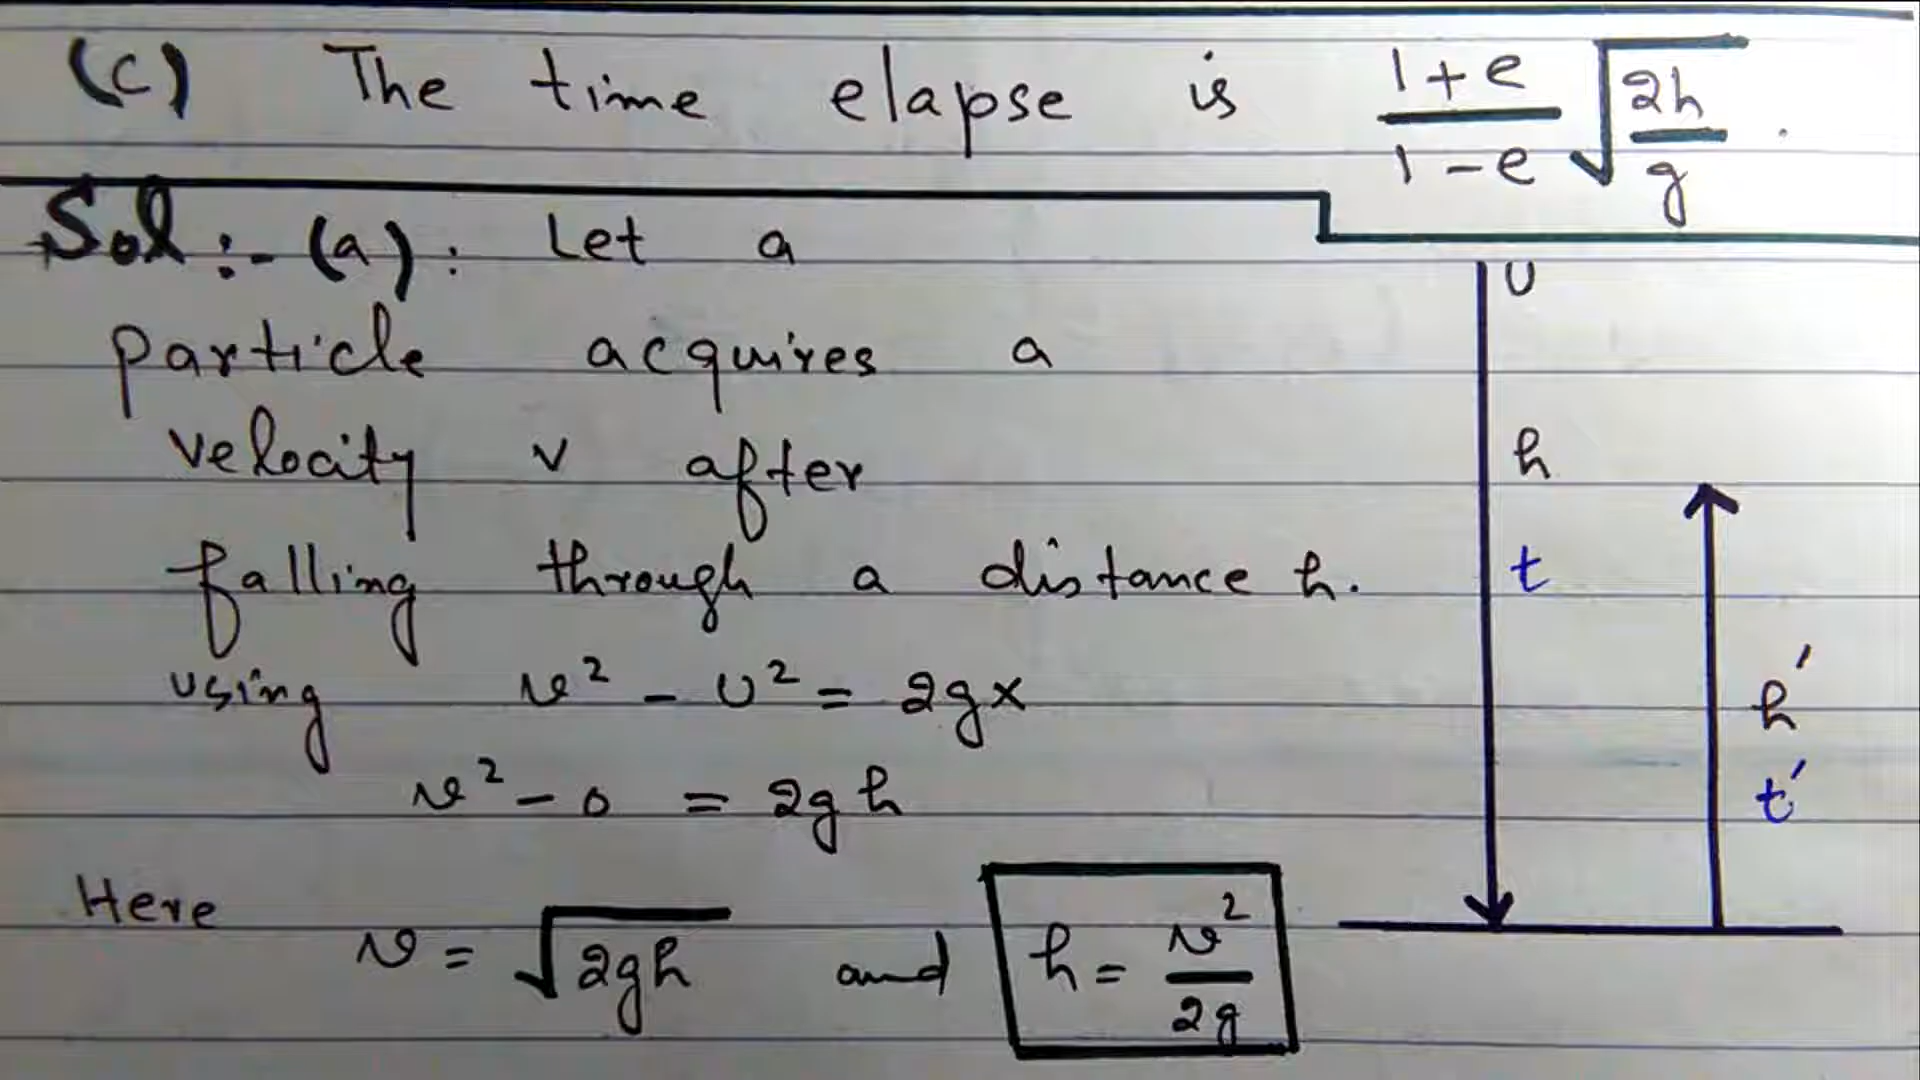 (c) The time elapse is 1+e/1-e √2h/g .
Sol:- (a): Let a
particle acquires a
velocity v after
falling through a distance h.
using v² - u² = 2gx
v² - 0 = 2gh
Here v = √2gh and h = v²/2g
u
h
t
h'
t'